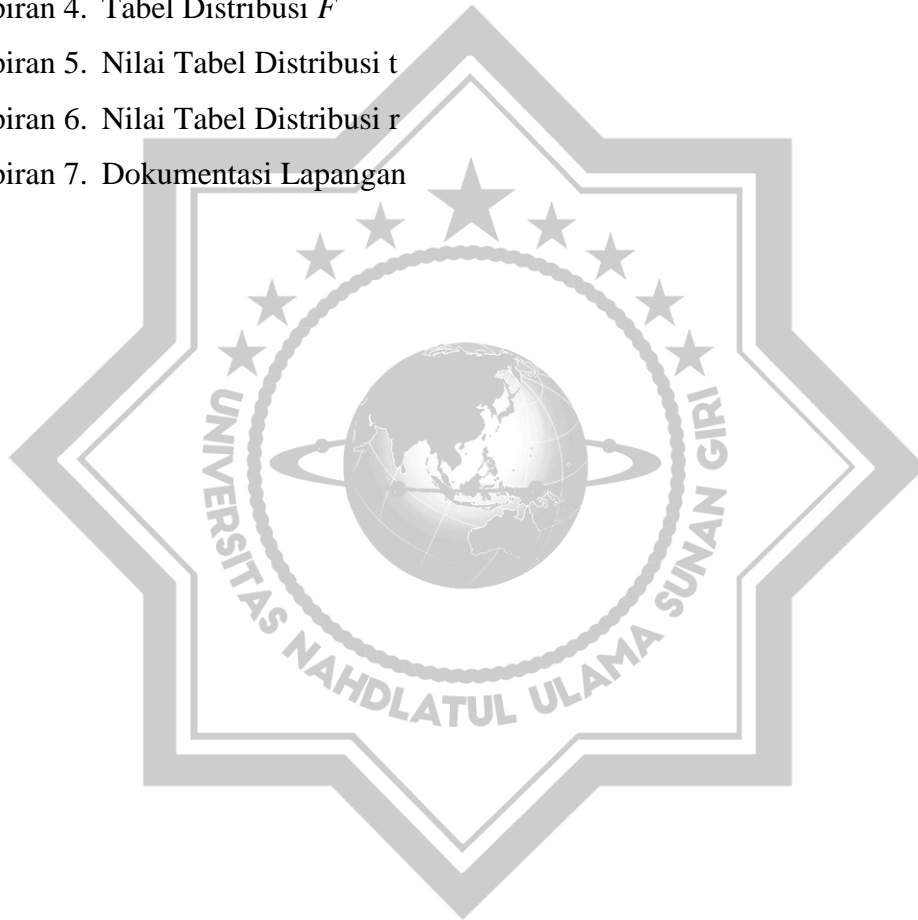 piran 4. Tabel Distribusi F
piran 5. Nilai Tabel Distribusi t
piran 6. Nilai Tabel Distribusi r
piran 7. Dokumentasi Lapangan
UNIVERSITAS NAHDLATUL ULAMA SUNAN GIRI